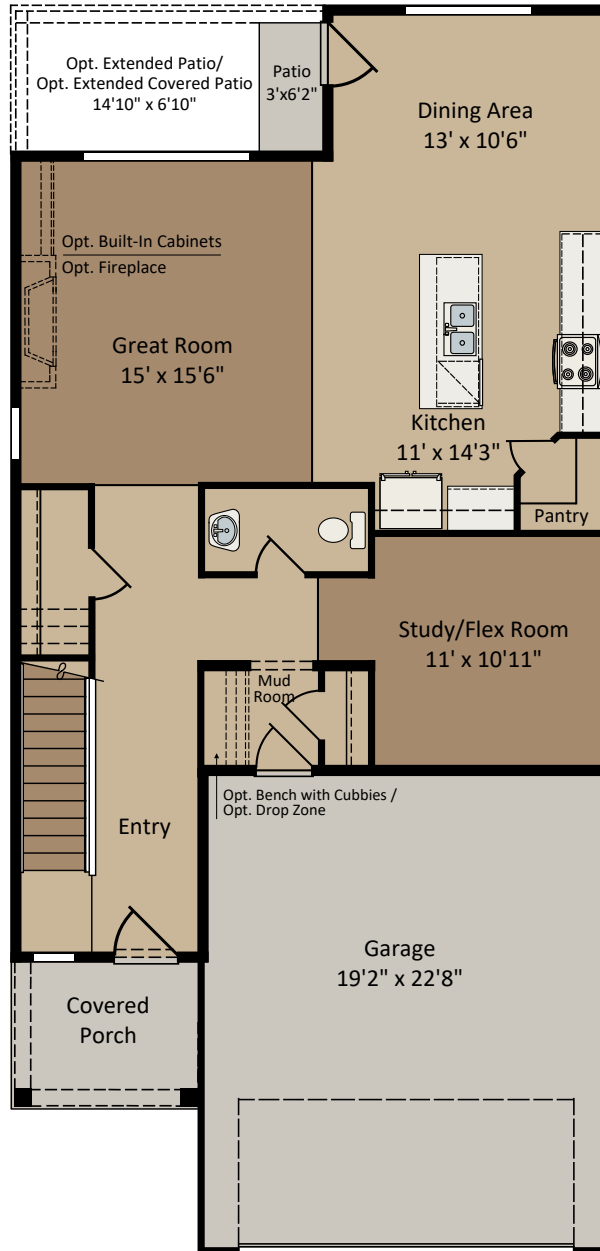 Opt. Extended Patio/
Opt. Extended Covered Patio
14'10" x 6'10"
Patio
3'x6'2"
Dining Area
13' x 10'6"
Opt. Built-In Cabinets
Opt. Fireplace
Great Room
15' x 15'6"
Kitchen
11' x 14'3"
Pantry
Study/Flex Room
11' x 10'11"
Mud
Room
Opt. Bench with Cubbies /
Opt. Drop Zone
Entry
Garage
19'2" x 22'8"
Covered
Porch